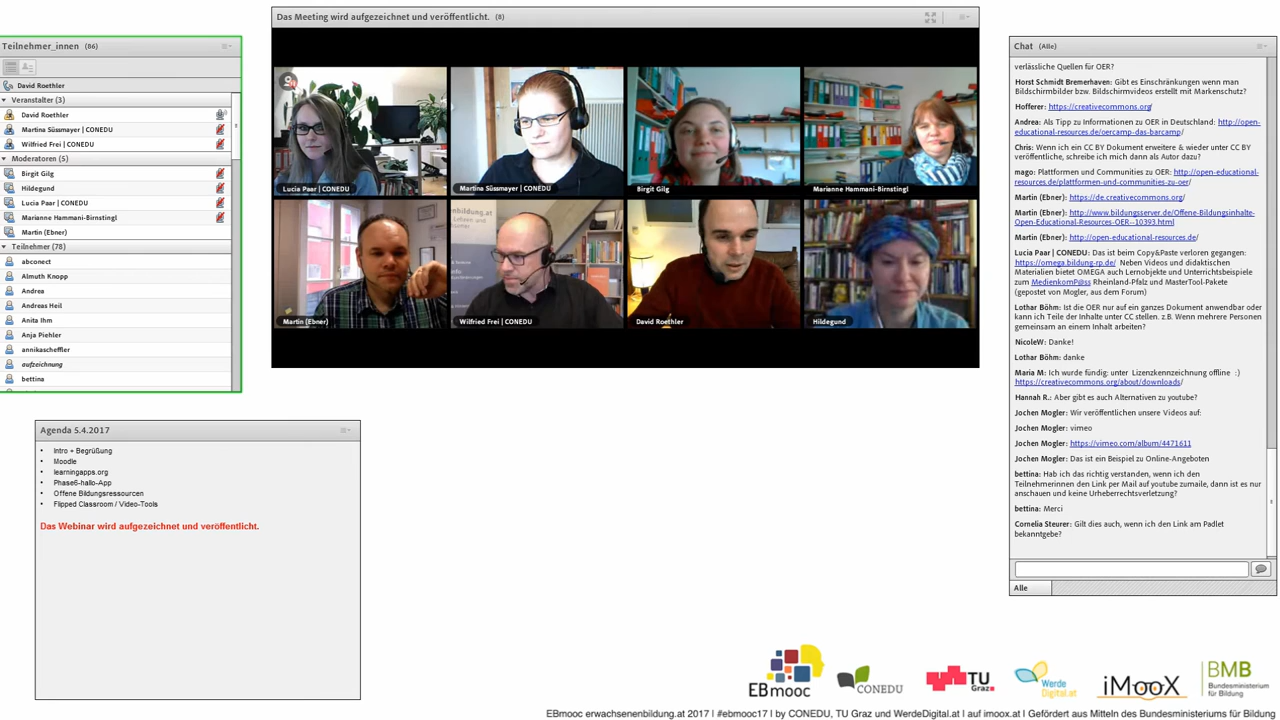 Das Meeting wird aufgezeichnet und veröffentlicht. (8)
Teilnehmer_innen (86)
David Roethler
Veranstalter (3)
David Roethler
Martina Süssmayer | CONEDU
Wilfried Frei | CONEDU
Moderatoren (5)
Birgit Gilg
Hildegund
Lucia Paar | CONEDU
Marianne Hammani-Birnstingl
Martin (Ebner)
Teilnehmer (78)
abconect
Almuth Knopp
Andrea
Andreas Heil
Anita Ihm
Anja Piehler
annikascheffler
aufzeichnung
bettina
Lucia Paar | CONEDU
Martina Süssmayer | CONEDU
Birgit Gilg
Marianne Hammani-Birnstingl
Martin (Ebner)
Wilfried Frei | CONEDU
David Roethler
Hildegund
Chat (Alle)
verlässliche Quellen für OER?
Horst Schmidt Bremerhaven: Gibt es Einschränkungen wenn man
Bildschirmbilder bzw. Bildschirmvideos erstellt mit Markenschutz?
Hofferer: https://creativecommons.org/
Andrea: Als Tipp zu Informationen zu OER in Deutschland: http://open-
educational-resources.de/oercamp-das-barcamp/
Chris: Wenn ich ein CC BY Dokument erweitere & wieder unter CC BY
veröffentliche, schreibe ich mich dann als Autor dazu?
mago: Plattformen und Communities zu OER: http://open-educational-
resources.de/plattformen-und-communities-zu-oer/
Martin (Ebner): https://de.creativecommons.org/
Martin (Ebner): http://www.bildungsserver.de/Offene-Bildungsinhalte-
Open-Educational-Resources-OER--10393.html
Martin (Ebner): http://open-educational-resources.de/
Lucia Paar | CONEDU: Das ist beim Copy&Paste verloren gegangen:
https://omega.bildung-rp.de/ Neben Videos und didaktischen
Materialien bietet OMEGA auch Lernobjekte und Unterrichtsbeispiele
zum MedienkomP@ss Rheinland-Pfalz und MasterTool-Pakete
(gepostet von Mogler, aus dem Forum)
Lothar Böhm: Ist die OER nur auf ein ganzes Dokument anwendbar oder
kann ich Teile der Inhalte unter CC stellen. z.B. Wenn mehrere Personen
gemeinsam an einem Inhalt arbeiten?
NicoleW: Danke!
Lothar Böhm: danke
Maria M: Ich wurde fündig: unter Lizenzkennzeichnung offline :)
https://creativecommons.org/about/downloads/
Hannah R.: Aber gibt es auch Alternativen zu youtube?
Jochen Mogler: Wir veröffentlichen unsere Videos auf:
Jochen Mogler: vimeo
Jochen Mogler: https://vimeo.com/album/4471611
Jochen Mogler: Das ist ein Beispiel zu Online-Angeboten
bettina: Hab ich das richtig verstanden, wenn ich den
Teilnehmerinnen den Link per Mail auf youtube zumaile, dann ist es nur
anschauen und keine Urheberrechtsverletzung?
bettina: Merci
Cornelia Steurer: Gilt dies auch, wenn ich den Link am Padlet
bekanntgebe?
Alle
Agenda 5.4.2017
• Intro + Begrüßung
• Moodle
• learningapps.org
• Phase6-hallo-App
• Offene Bildungsressourcen
• Flipped Classroom / Video-Tools
Das Webinar wird aufgezeichnet und veröffentlicht.
EBmooc
CONEDU
TU
Graz
Werde
Digital.at
iMooX
BMB
Bundesministerium
für Bildung
EBmooc erwachsenenbildung.at 2017 I #ebmooc17 I by CONEDU, TU Graz und WerdeDigital.at I auf imoox.at I Gefördert aus Mitteln des Bundesministeriums für Bildung